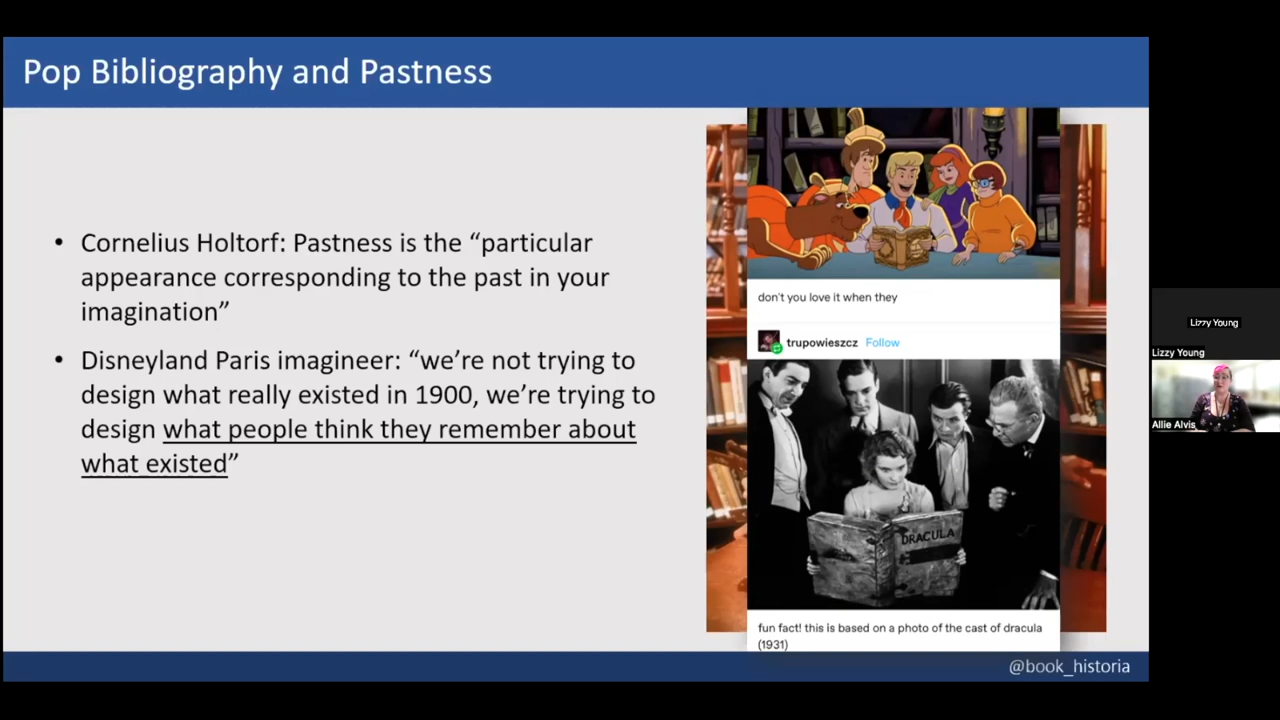 Pop Bibliography and Pastness
• Cornelius Holtorf: Pastness is the “particular
appearance corresponding to the past in your
imagination”
• Disneyland Paris imagineer: “we’re not trying to
design what really existed in 1900, we’re trying to
design what people think they remember about
what existed”
don't you love it when they
trupowieszcz Follow
DRACULA
fun fact! this is based on a photo of the cast of dracula
(1931)
@book_historia
Lizzy Young
Lizzy Young
Allie Alvis